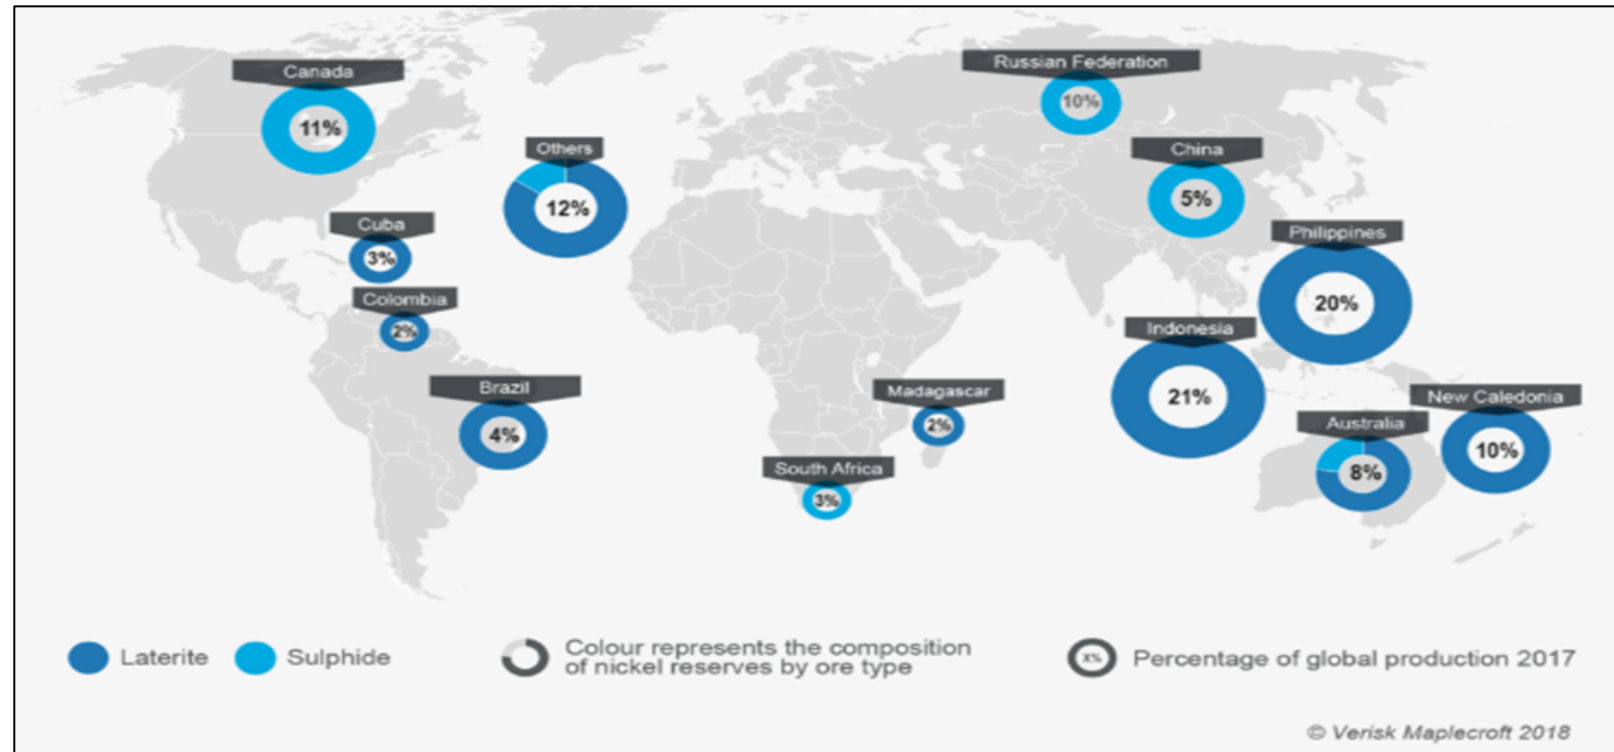 Canada
11%
Others
12%
Cuba
3%
Colombia
2%
Brazil
4%
Russian Federation
10%
China
5%
Philippines
20%
Indonesia
21%
Madagascar
2%
South Africa
3%
Australia
8%
New Caledonia
10%
Laterite
Sulphide
Colour represents the composition
of nickel reserves by ore type
X%
Percentage of global production 2017
© Verisk Maplecroft 2018